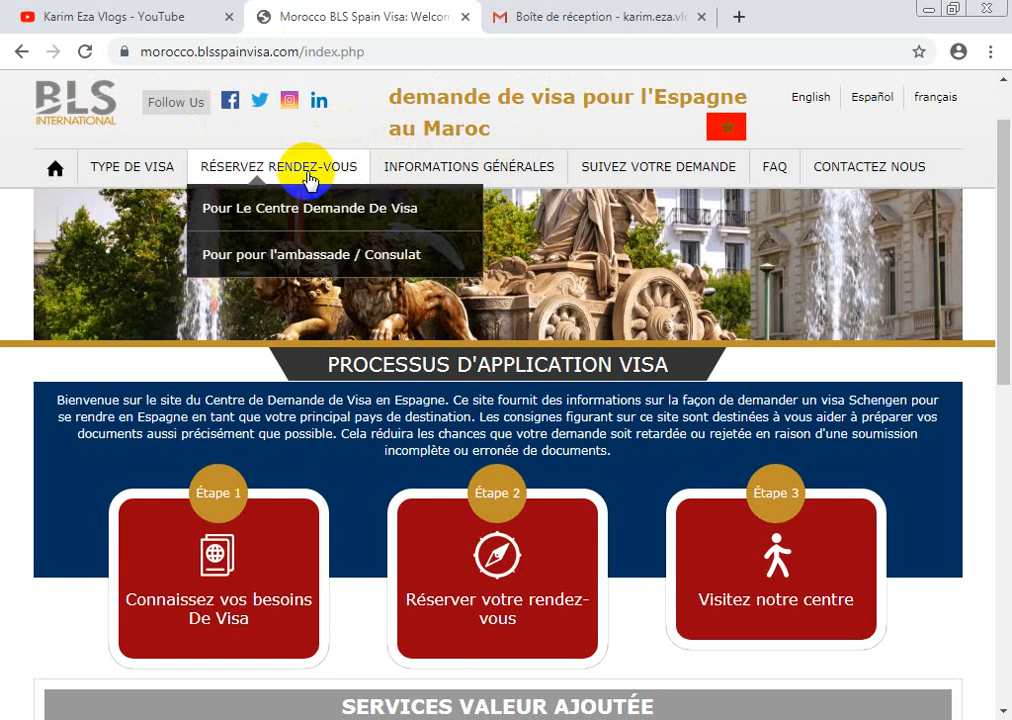 Karim Eza Vlogs - YouTube
Morocco BLS Spain Visa: Welcom
Boîte de réception - karim.eza.vlo
morocco.blsspainvisa.com/index.php
BLS
INTERNATIONAL
Follow Us
demande de visa pour l'Espagne
au Maroc
English
Español
français
TYPE DE VISA
RÉSERVEZ RENDEZ-VOUS
INFORMATIONS GÉNÉRALES
SUIVEZ VOTRE DEMANDE
FAQ
CONTACTEZ NOUS
Pour Le Centre Demande De Visa
Pour pour l'ambassade / Consulat
PROCESSUS D'APPLICATION VISA
Bienvenue sur le site du Centre de Demande de Visa en Espagne. Ce site fournit des informations sur la façon de demander un visa Schengen pour
se rendre en Espagne en tant que votre principal pays de destination. Les consignes figurant sur ce site sont destinées à vous aider à préparer vos
documents aussi précisément que possible. Cela réduira les chances que votre demande soit retardée ou rejetée en raison d'une soumission
incomplète ou erronée de documents.
Étape 1
Connaissez vos besoins
De Visa
Étape 2
Réserver votre rendez-
vous
Étape 3
Visitez notre centre
SERVICES VALEUR AJOUTÉE